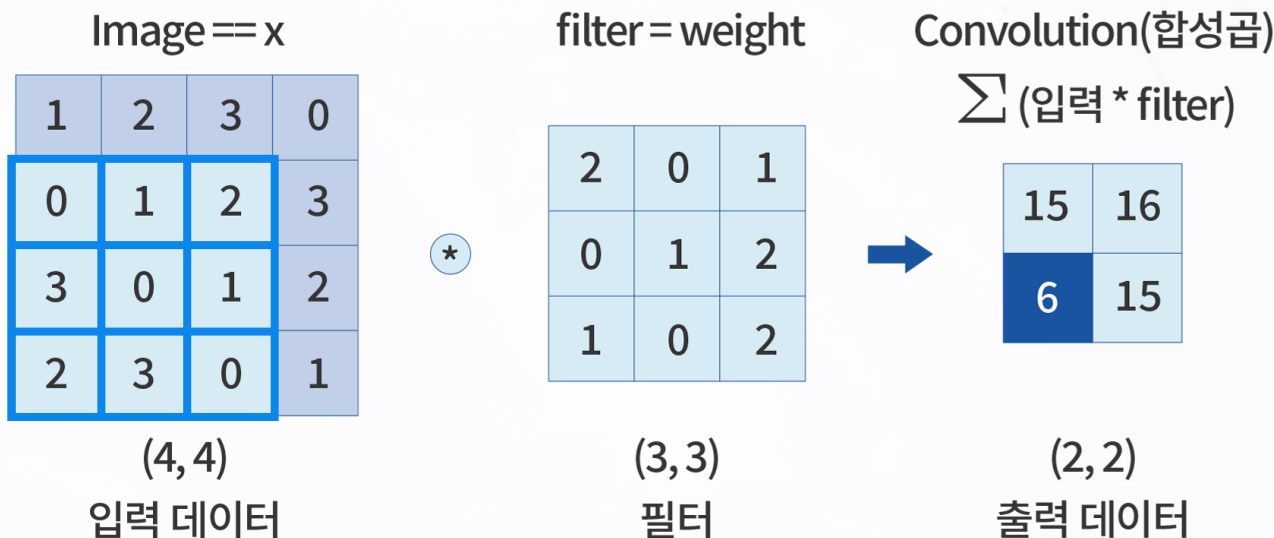 Image == x
1 2 3 0
0 1 2 3
3 0 1 2
2 3 0 1
(4, 4)
입력 데이터
*
filter = weight
2 0 1
0 1 2
1 0 2
(3, 3)
필터
Convolution(합성곱)
∑ (입력 * filter)
15 16
6 15
(2, 2)
출력 데이터